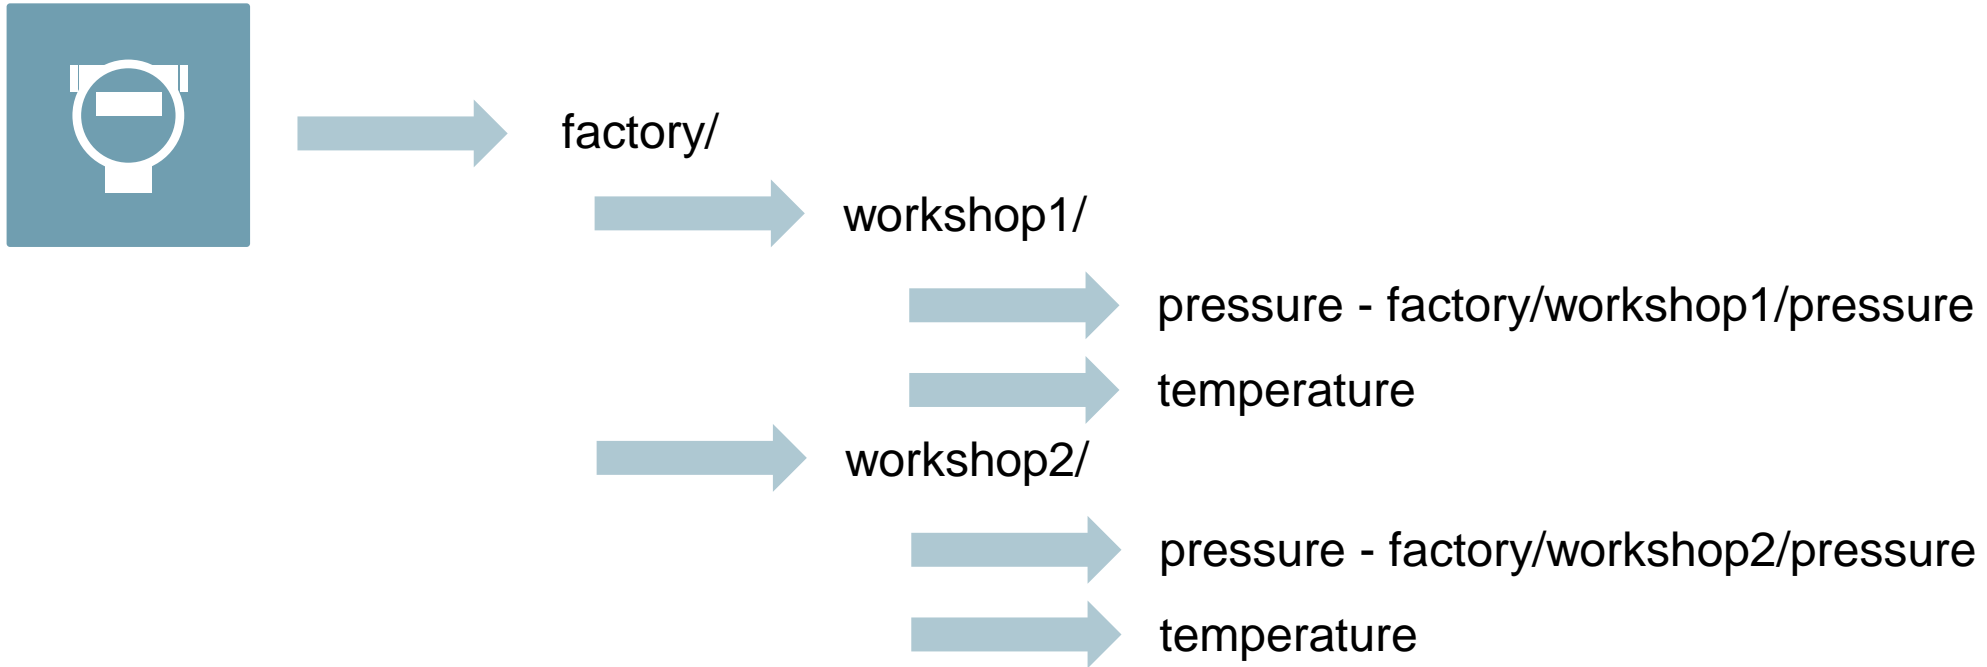 factory/
workshop1/
pressure - factory/workshop1/pressure
temperature
workshop2/
pressure - factory/workshop2/pressure
temperature